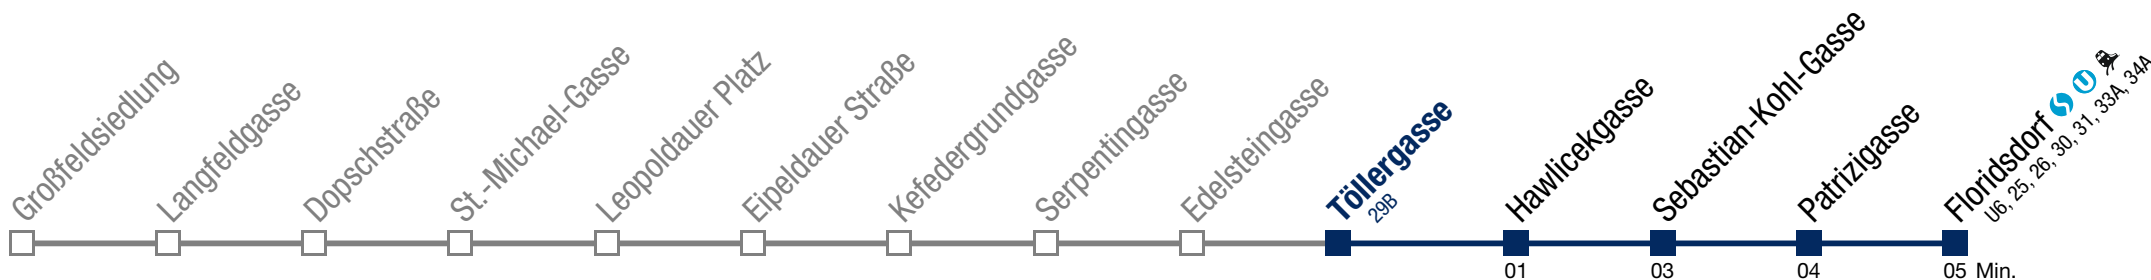 Großfeldsiedlung
Langfeldgasse
Dopschstraße
St.-Michael-Gasse
Leopoldauer Platz
Eipeldauer Straße
Kefedergrundgasse
Serpentingasse
Edelsteingasse
Töllergasse
29B
Hawlicekgasse
Sebastian-Kohl-Gasse
Patrizigasse
Floridsdorf S U
U6, 25, 26, 30, 31, 33A, 34A
01 03 04 05 Min.